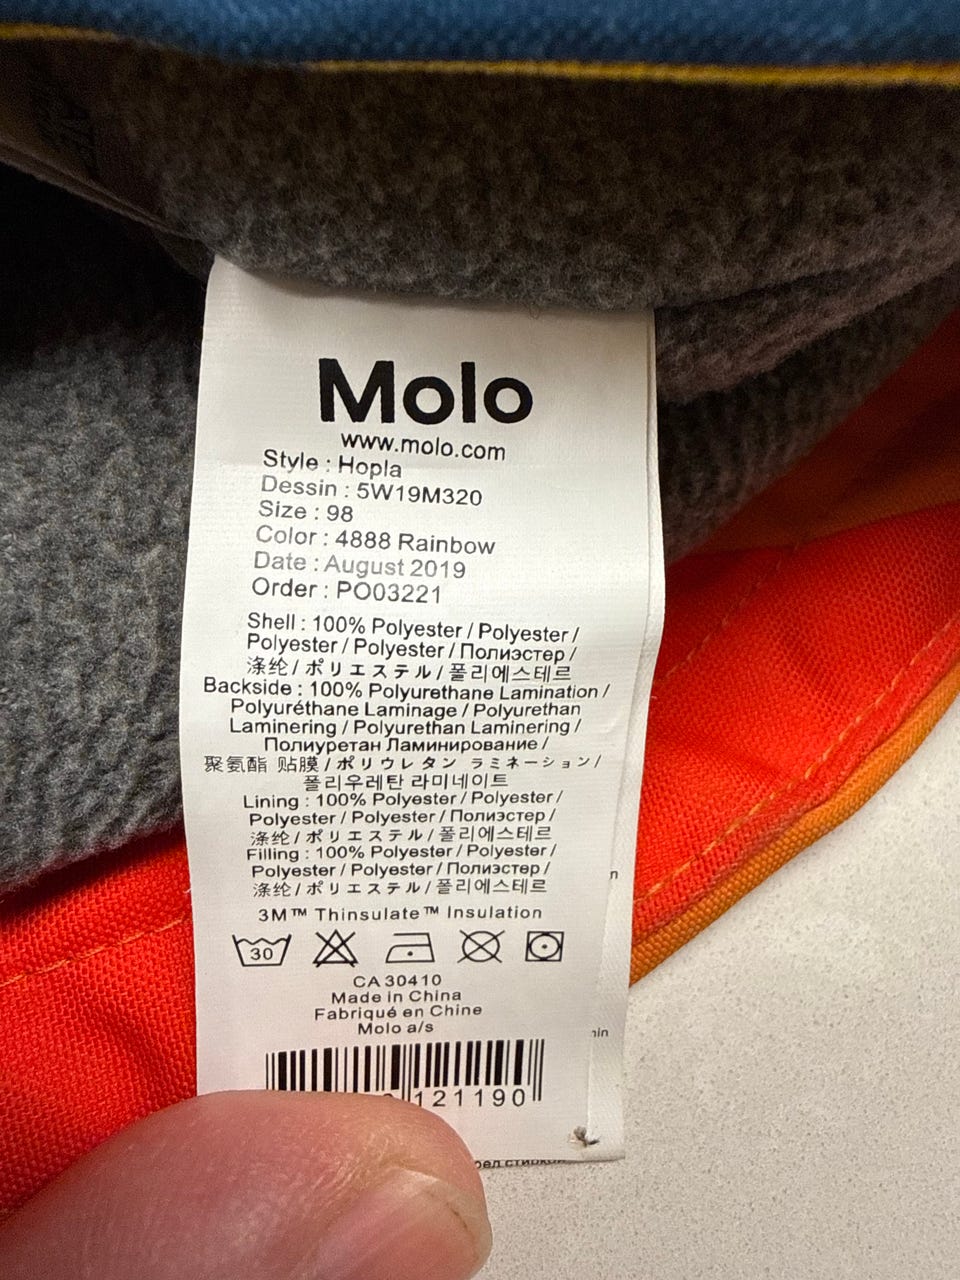 Molo
www.molo.com
Style : Hopla
Dessin : 5W19M320
Size : 98
Color : 4888 Rainbow
Date : August 2019
Order : PO03221
Shell : 100% Polyester / Polyester /
Polyester / Polyester / Полиэстер /
涤纶 / ポリエステル / 폴리에스테르
Backside : 100% Polyurethane Lamination /
Polyuréthane Laminage / Polyurethan
Laminering / Polyurethan Laminering /
Полиуретан Ламинирование /
聚氨酯 贴膜 / ポリウレタン ラミネーション /
폴리우레탄 라미네이트
Lining : 100% Polyester / Polyester /
Polyester / Polyester / Полиэстер /
涤纶 / ポリエステル / 폴리에스테르
Filling : 100% Polyester / Polyester /
Polyester / Polyester / Полиэстер /
涤纶 / ポリエステル / 폴리에스테르
3M™ Thinsulate™ Insulation
30
CA 30410
Made in China
Fabriqué en Chine
Molo a/s
121190